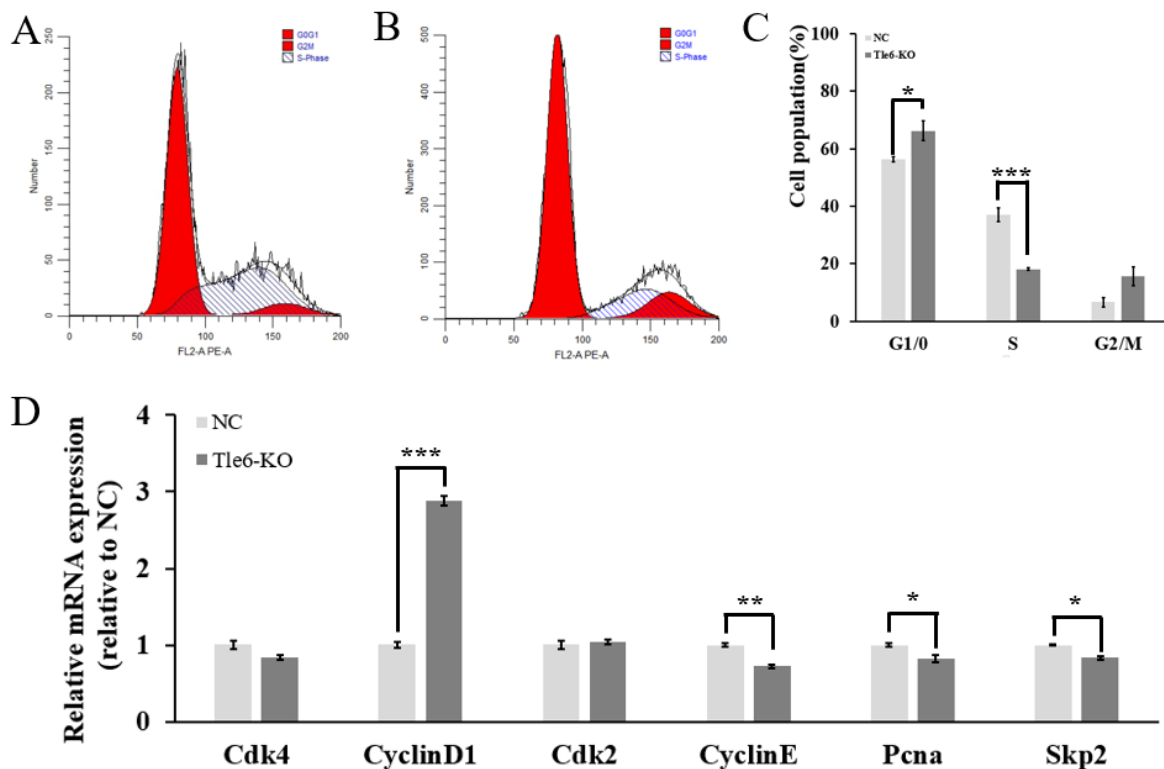 A
G0G1
G2M
S-Phase
Number
250
200
150
100
50
0
0 50 100 150 200
FL2-A PE-A
B
G0G1
G2M
S-Phase
Number
500
400
300
200
100
0
0 50 100 150 200
FL2-A PE-A
C
NC
Tle6-KO
Cell population(%)
100
80
60
40
20
0
*
***
G1/0 S G2/M
D
NC
Tle6-KO
Relative mRNA expression
(relative to NC)
4
3
2
1
0
***
**
*
*
Cdk4 CyclinD1 Cdk2 CyclinE Pcna Skp2